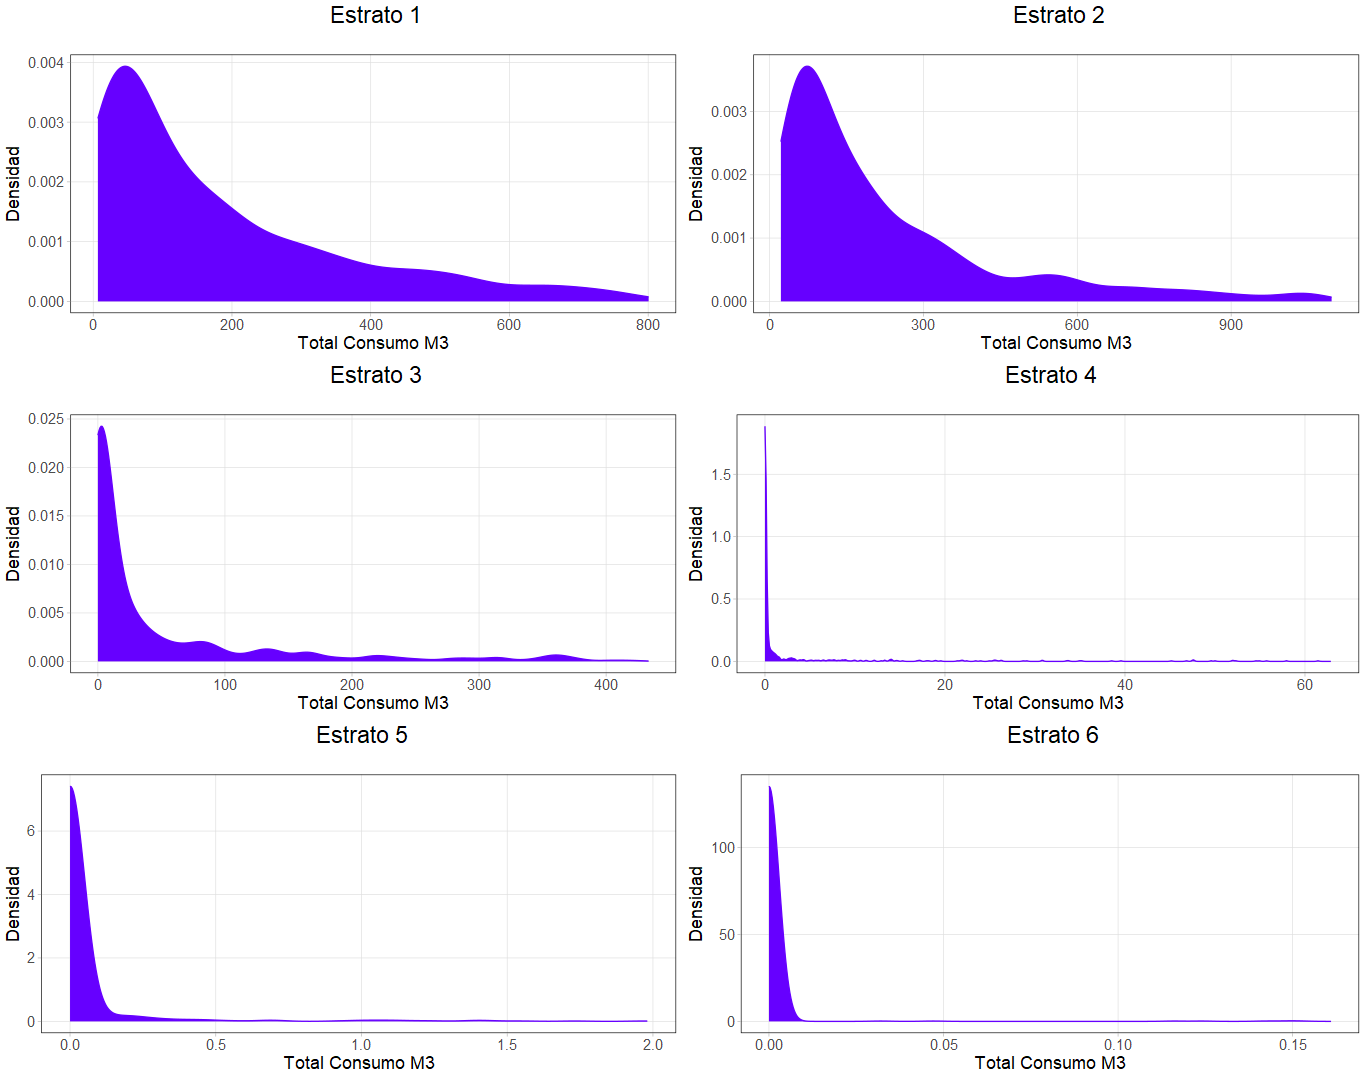 Estrato 1
Densidad
0.004
0.003
0.002
0.001
0.000
0 200 400 600 800
Total Consumo M3
Estrato 2
Densidad
0.003
0.002
0.001
0.000
0 300 600 900
Total Consumo M3
Estrato 3
Densidad
0.025
0.020
0.015
0.010
0.005
0.000
0 100 200 300 400
Total Consumo M3
Estrato 4
Densidad
1.5
1.0
0.5
0.0
0 20 40 60
Total Consumo M3
Estrato 5
Densidad
6
4
2
0
0.0 0.5 1.0 1.5 2.0
Total Consumo M3
Estrato 6
Densidad
100
50
0
0.00 0.05 0.10 0.15
Total Consumo M3